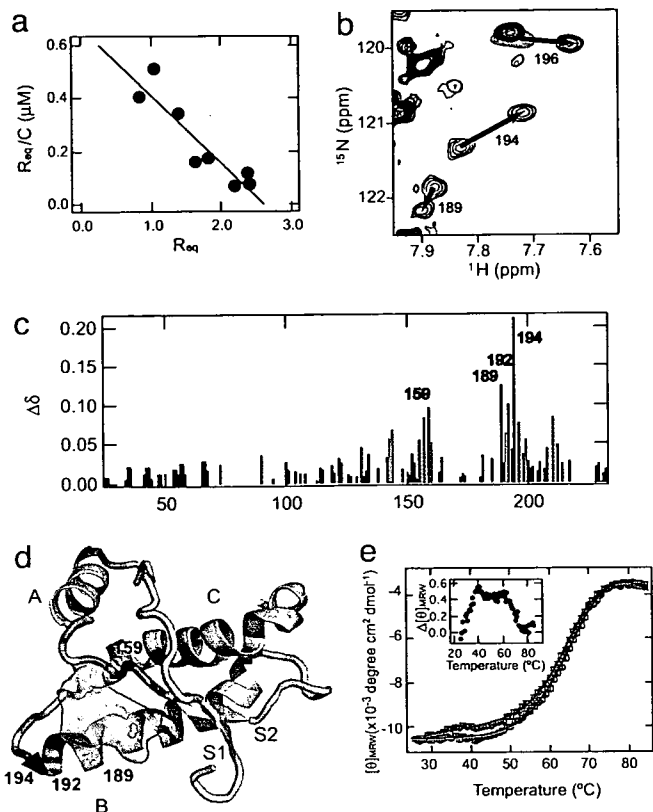 a
0.6
0.4
0.2
0.0
R_eq/C (μM)
0.0 1.0 2.0 3.0
R_eq
b
120
121
122
¹⁵N (ppm)
196
194
189
7.9 7.8 7.7 7.6
¹H (ppm)
c
0.20
0.15
0.10
0.05
0.00
Δδ
159
189
192
194
50 100 150 200
d
A
C
159
S1
S2
194
192
189
B
e
-4
-6
-8
-10
[θ]MRW(x10⁻³ degree cm² dmol⁻¹)
0.6
0.4
0.2
0.0
Δ[θ]MRW
20 40 60 80
Temperature (ºC)
30 40 50 60 70 80
Temperature (ºC)